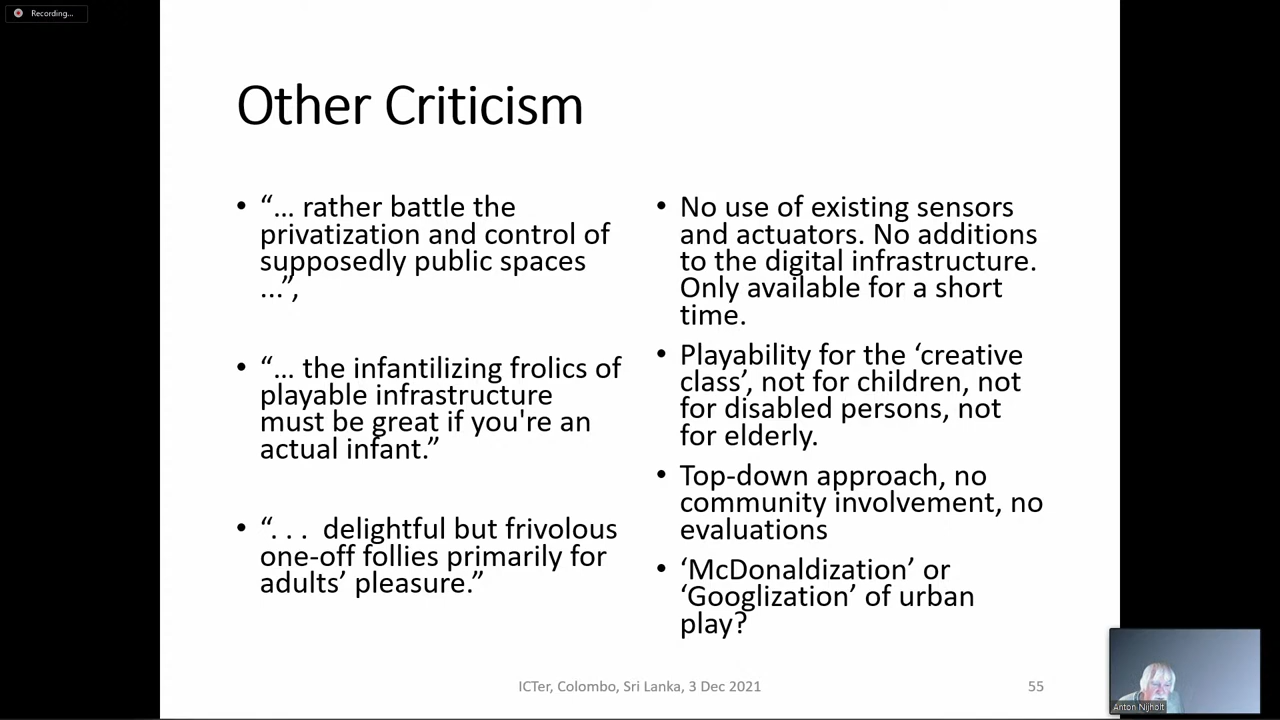 Recording...
Other Criticism
• “... rather battle the
privatization and control of
supposedly public spaces
...”,
• “... the infantilizing frolics of
playable infrastructure
must be great if you're an
actual infant.”
• “. . .  delightful but frivolous
one-off follies primarily for
adults’ pleasure.”
• No use of existing sensors
and actuators. No additions
to the digital infrastructure.
Only available for a short
time.
• Playability for the ‘creative
class’, not for children, not
for disabled persons, not
for elderly.
• Top-down approach, no
community involvement, no
evaluations
• ‘McDonaldization’ or
‘Googlization’ of urban
play?
ICTer, Colombo, Sri Lanka, 3 Dec 2021
55
Anton Nijholt